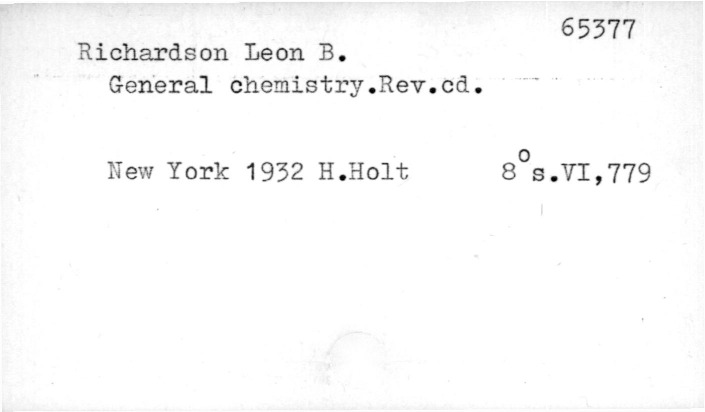 65377
Richardson Leon B.
General chemistry.Rev.cd.
New York 1932 H.Holt 8°s.VI,779